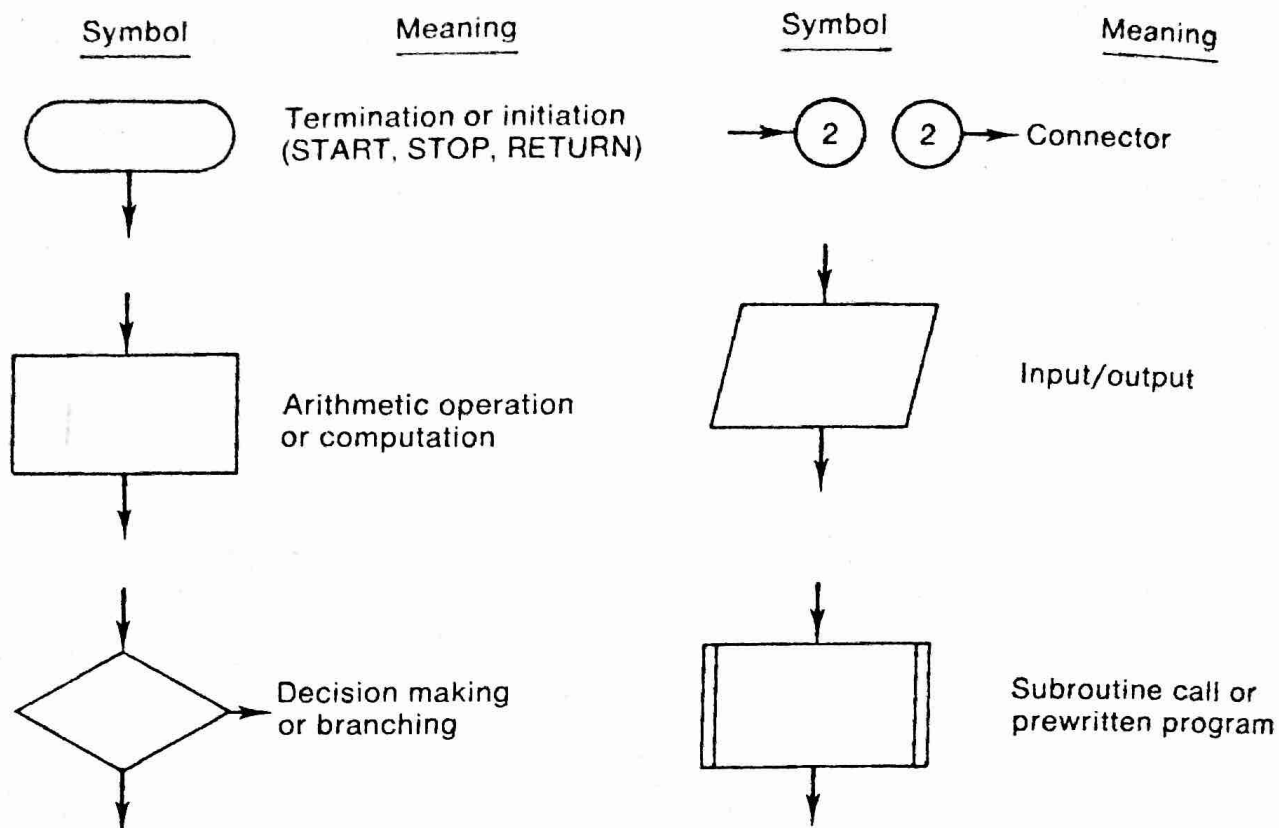 Symbol
Meaning
Termination or initiation
(START, STOP, RETURN)
Arithmetic operation
or computation
Decision making
or branching
Symbol
Meaning
2
2
Connector
Input/output
Subroutine call or
prewritten program